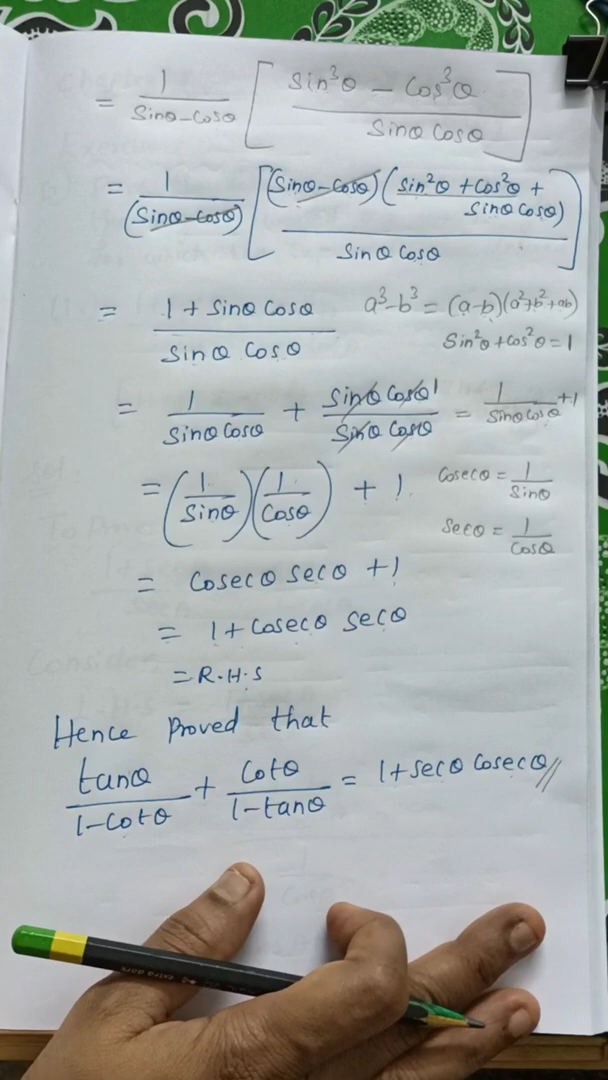 = 1/(Sinθ-Cosθ) [ (Sin³θ - Cos³θ)/(Sinθ Cosθ) ]
= 1/(Sinθ-Cosθ) [ (Sinθ-Cosθ)(Sin²θ+Cos²θ+Sinθ Cosθ)/(Sinθ Cosθ) ]
= (1+Sinθ Cosθ)/(Sinθ Cosθ) a³-b³ = (a-b)(a²+b²+ab)
Sin²θ+Cos²θ=1
= 1/(Sinθ Cosθ) + (Sinθ Cosθ)/(Sinθ Cosθ) 1 = 1/(Sinθ Cosθ) +1
= (1/Sinθ)(1/Cosθ) + 1. Cosecθ = 1/Sinθ
Secθ = 1/Cosθ
= Cosecθ Secθ +1
= 1+Cosecθ Secθ
= R.H.S
Hence Proved that
tanθ/(1-Cotθ) + Cotθ/(1-tanθ) = 1+Secθ Cosecθ//